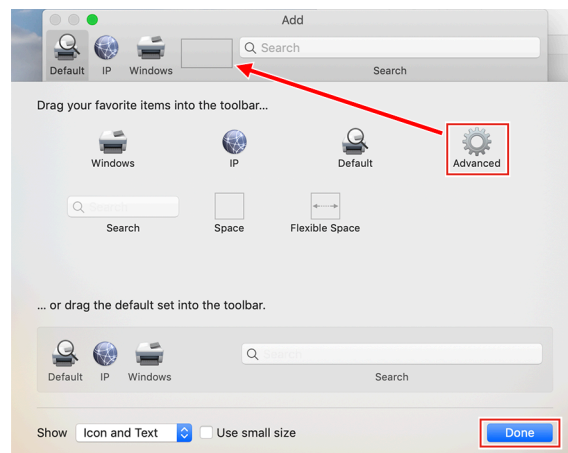 Add
Search
Default IP Windows Search
Drag your favorite items into the toolbar...
Windows IP Default Advanced
Search
Search Space Flexible Space
... or drag the default set into the toolbar.
Search
Default IP Windows Search
Show Icon and Text Use small size Done